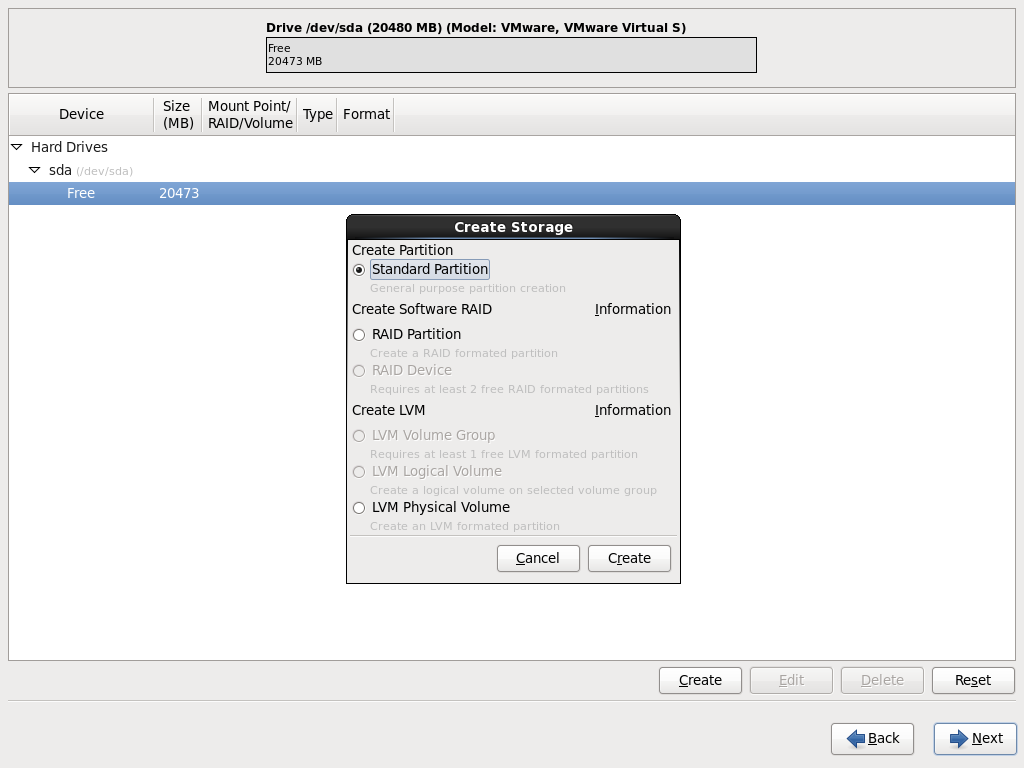 Drive /dev/sda (20480 MB) (Model: VMware, VMware Virtual S)
Free
20473 MB
Device
Size
(MB)
Mount Point/
RAID/Volume
Type
Format
Hard Drives
sda (/dev/sda)
Free 20473
Create Storage
Create Partition
Standard Partition
General purpose partition creation
Create Software RAID Information
RAID Partition
Create a RAID formated partition
RAID Device
Requires at least 2 free RAID formated partitions
Create LVM Information
LVM Volume Group
Requires at least 1 free LVM formated partition
LVM Logical Volume
Create a logical volume on selected volume group
LVM Physical Volume
Create an LVM formated partition
Cancel Create
Create Edit Delete Reset
Back Next